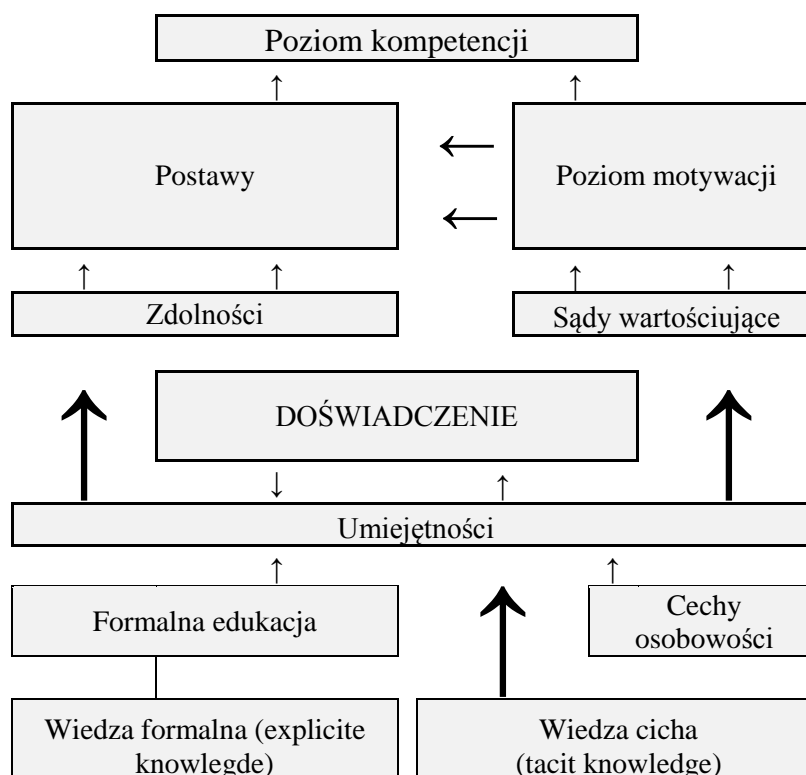 Poziom kompetencji
Postawy
Poziom motywacji
Zdolności
Sądy wartościujące
DOŚWIADCZENIE
Umiejętności
Formalna edukacja
Cechy
osobowości
Wiedza formalna (explicite
knowlegde)
Wiedza cicha
(tacit knowledge)